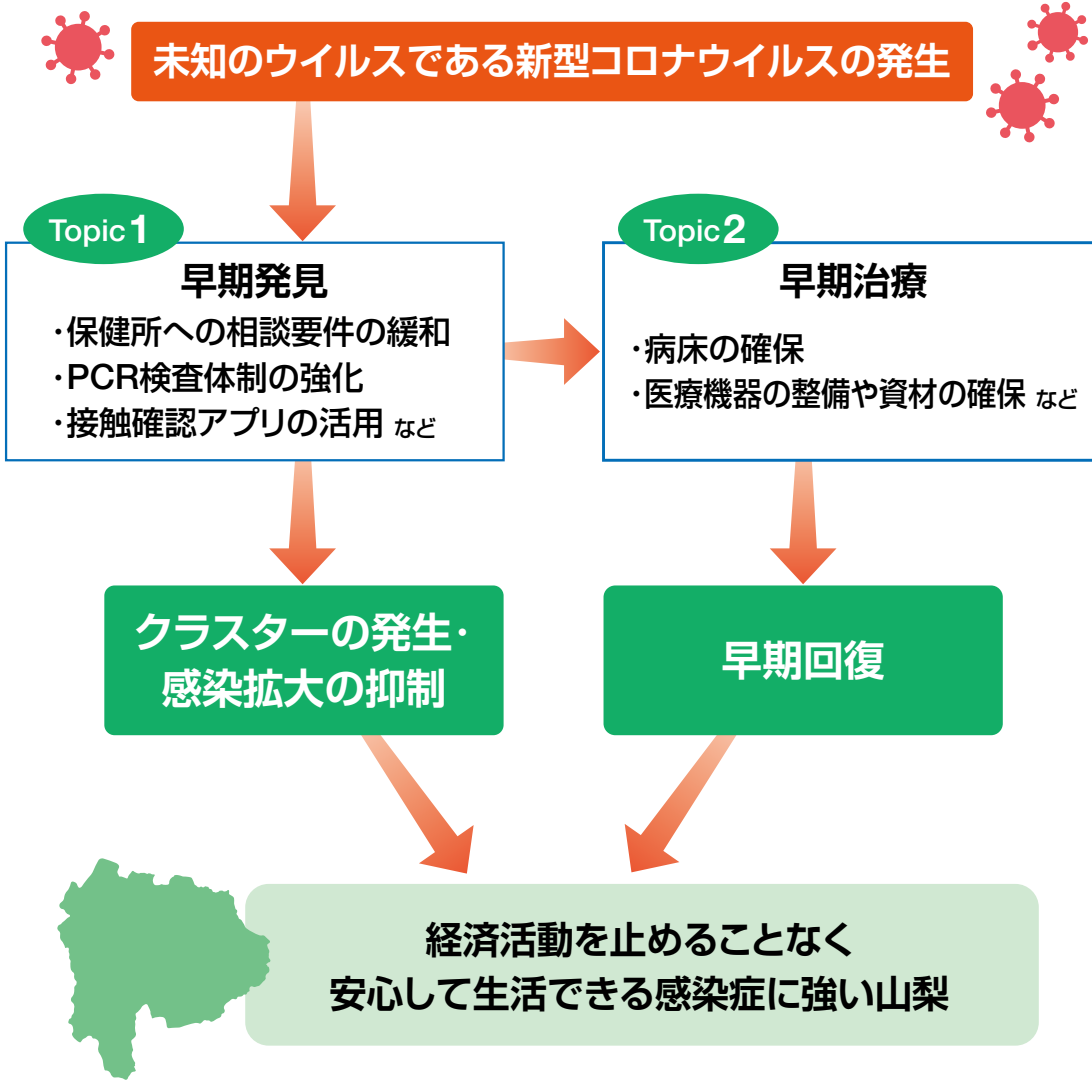 未知のウイルスである新型コロナウイルスの発生
Topic1
早期発見
・保健所への相談要件の緩和
・PCR検査体制の強化
・接触確認アプリの活用 など
Topic2
早期治療
・病床の確保
・医療機器の整備や資材の確保 など
クラスターの発生・
感染拡大の抑制
早期回復
経済活動を止めることなく
安心して生活できる感染症に強い山梨